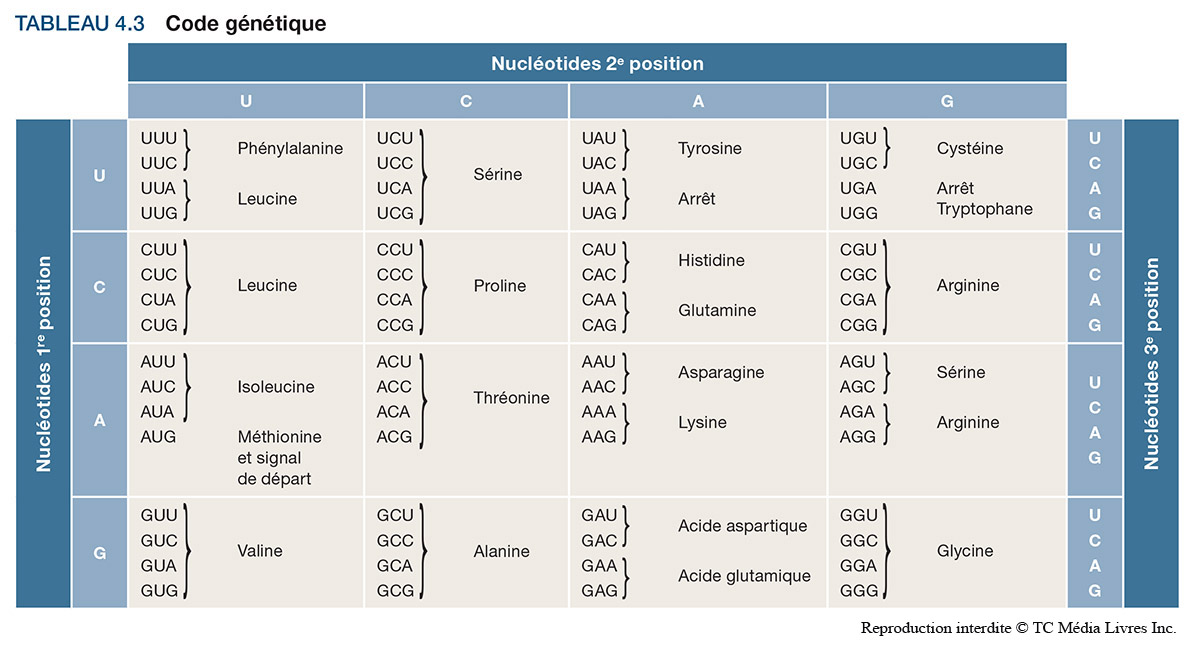 TABLEAU 4.3 Code génétique
Nucléotides 2e position
U C A G
Nucléotides 1re position
Nucléotides 3e position
U
UUU
UUC
Phénylalanine
UUA
UUG
Leucine
UCU
UCC
UCA
UCG
Sérine
UAU
UAC
Tyrosine
UAA
UAG
Arrêt
UGU
UGC
Cystéine
UGA Arrêt
UGG Tryptophane
U
C
A
G
C
CUU
CUC
CUA
CUG
Leucine
CCU
CCC
CCA
CCG
Proline
CAU
CAC
Histidine
CAA
CAG
Glutamine
CGU
CGC
CGA
CGG
Arginine
U
C
A
G
A
AUU
AUC
AUA
Isoleucine
AUG Méthionine
et signal
de départ
ACU
ACC
ACA
ACG
Thréonine
AAU
AAC
Asparagine
AAA
AAG
Lysine
AGU
AGC
Sérine
AGA
AGG
Arginine
U
C
A
G
G
GUU
GUC
GUA
GUG
Valine
GCU
GCC
GCA
GCG
Alanine
GAU
GAC
Acide aspartique
GAA
GAG
Acide glutamique
GGU
GGC
GGA
GGG
Glycine
U
C
A
G
Reproduction interdite © TC Média Livres Inc.